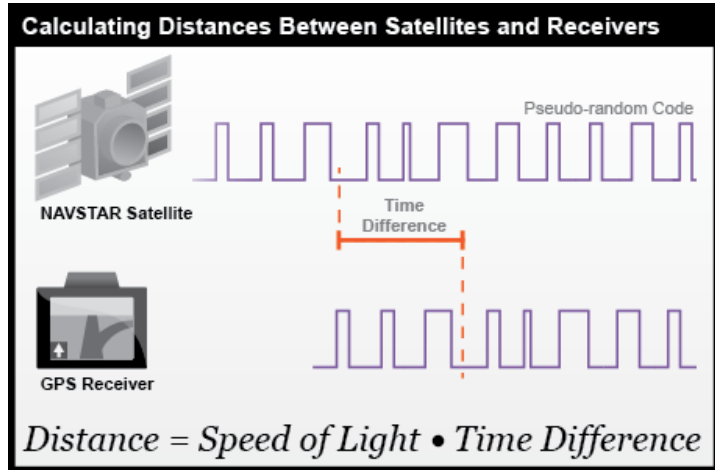 Calculating Distances Between Satellites and Receivers
Pseudo-random Code
NAVSTAR Satellite
Time
Difference
GPS Receiver
Distance = Speed of Light • Time Difference